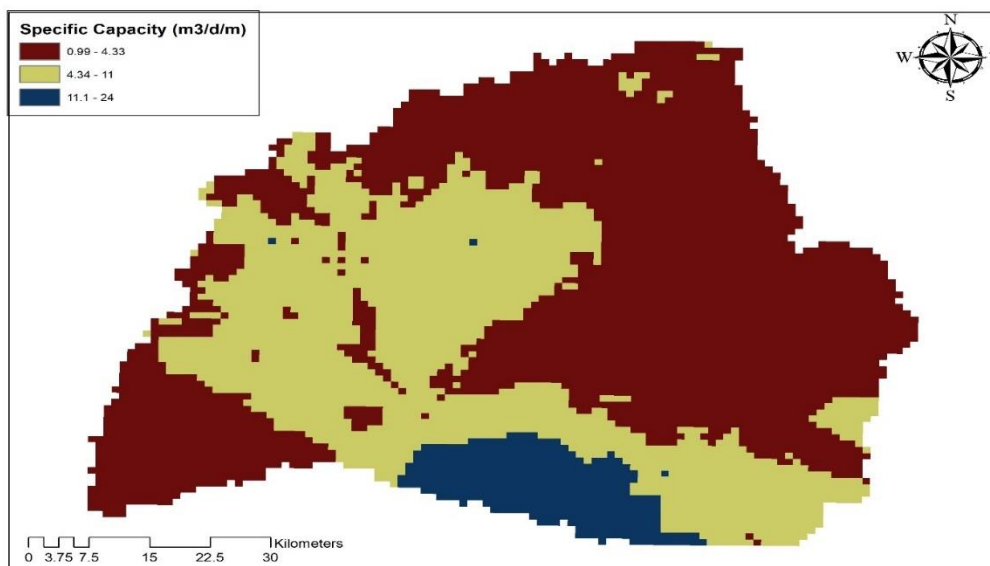 Specific Capacity (m3/d/m)
0.99 - 4.33
4.34 - 11
11.1 - 24
N
W E
S
Kilometers
0 3.75 7.5 15 22.5 30